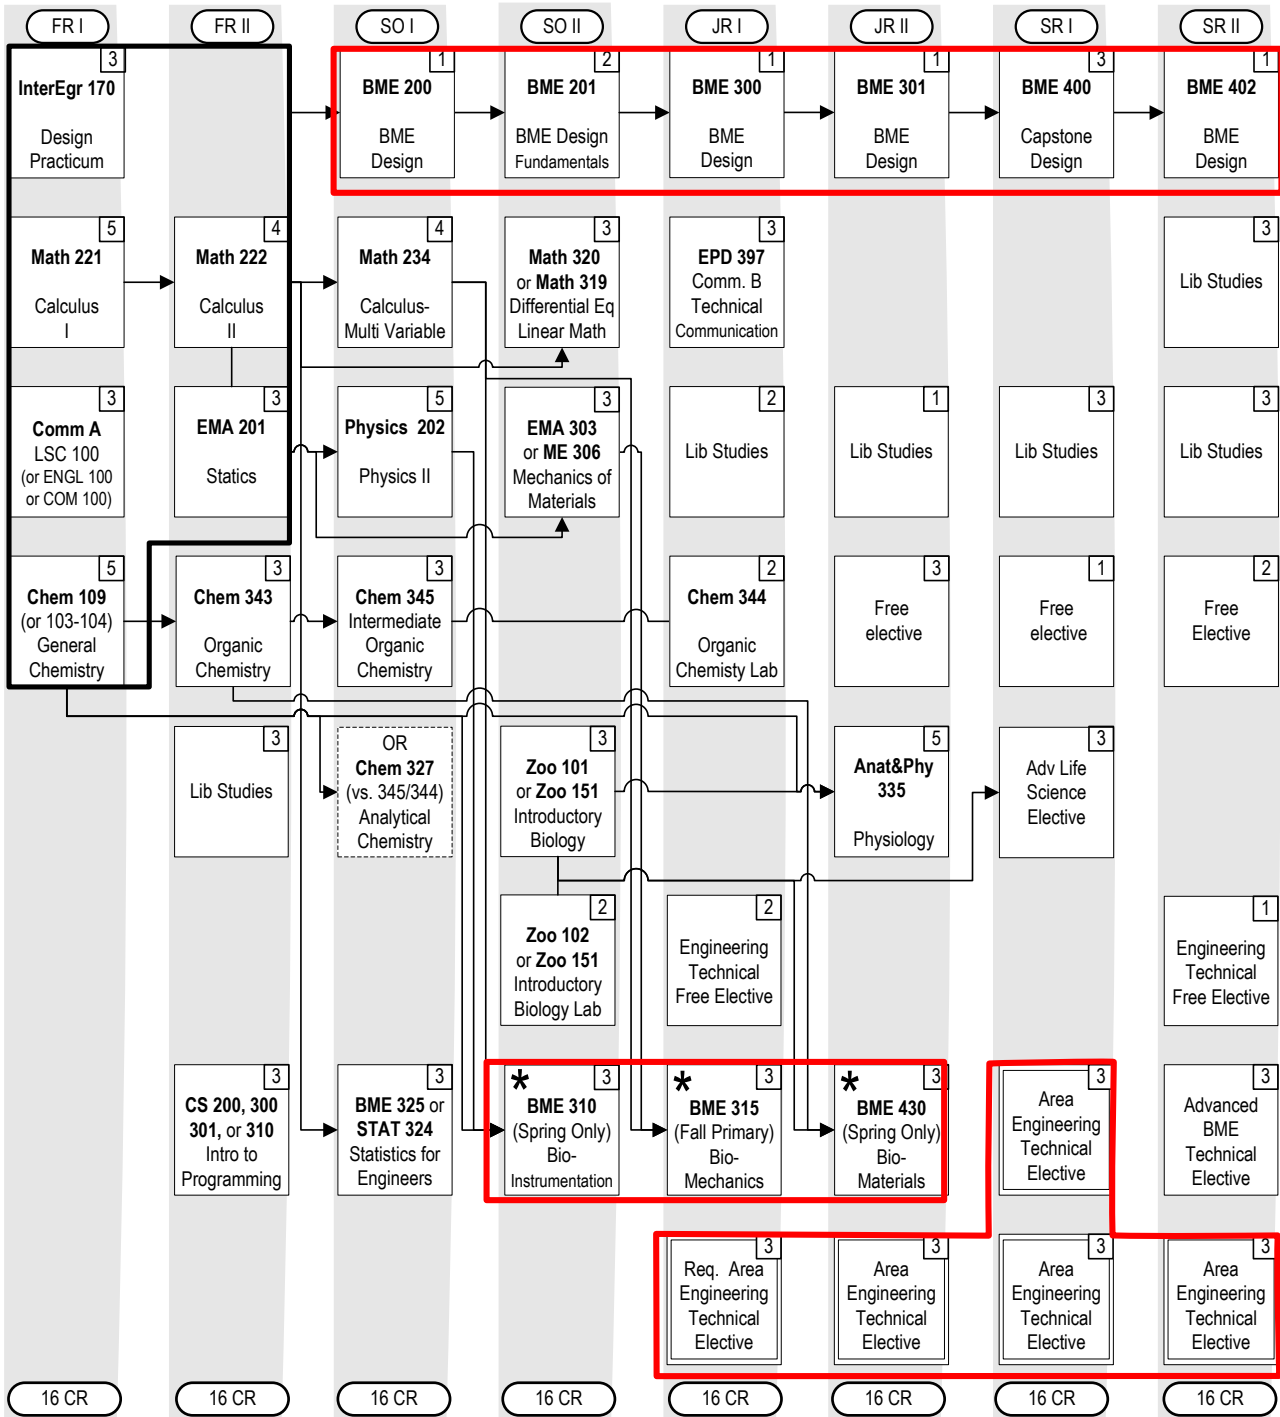 FR I
FR II
SO I
SO II
JR I
JR II
SR I
SR II
3
InterEgr 170
Design
Practicum
1
BME 200
BME
Design
2
BME 201
BME Design
Fundamentals
1
BME 300
BME
Design
1
BME 301
BME
Design
3
BME 400
Capstone
Design
1
BME 402
BME
Design
5
Math 221
Calculus
I
4
Math 222
Calculus
II
4
Math 234
Calculus-
Multi Variable
3
Math 320
or Math 319
Differential Eq
Linear Math
3
EPD 397
Comm. B
Technical
Communication
3
Lib Studies
3
Comm A
LSC 100
(or ENGL 100
or COM 100)
3
EMA 201
Statics
5
Physics 202
Physics II
3
EMA 303
or ME 306
Mechanics of
Materials
2
Lib Studies
1
Lib Studies
3
Lib Studies
3
Lib Studies
5
Chem 109
(or 103-104)
General
Chemistry
3
Chem 343
Organic
Chemistry
3
Chem 345
Intermediate
Organic
Chemistry
2
Chem 344
Organic
Chemisty Lab
3
Free
elective
1
Free
elective
2
Free
Elective
3
Lib Studies
OR
Chem 327
(vs. 345/344)
Analytical
Chemistry
3
Zoo 101
or Zoo 151
Introductory
Biology
5
Anat&Phy
335
Physiology
3
Adv Life
Science
Elective
2
Zoo 102
or Zoo 151
Introductory
Biology Lab
2
Engineering
Technical
Free Elective
1
Engineering
Technical
Free Elective
3
CS 200, 300
301, or 310
Intro to
Programming
3
BME 325 or
STAT 324
Statistics for
Engineers
* 3
BME 310
(Spring Only)
Bio-
Instrumentation
* 3
BME 315
(Fall Primary)
Bio-
Mechanics
* 3
BME 430
(Spring Only)
Bio-
Materials
3
Area
Engineering
Technical
Elective
3
Advanced
BME
Technical
Elective
3
Req. Area
Engineering
Technical
Elective
3
Area
Engineering
Technical
Elective
3
Area
Engineering
Technical
Elective
3
Area
Engineering
Technical
Elective
16 CR
16 CR
16 CR
16 CR
16 CR
16 CR
16 CR
16 CR